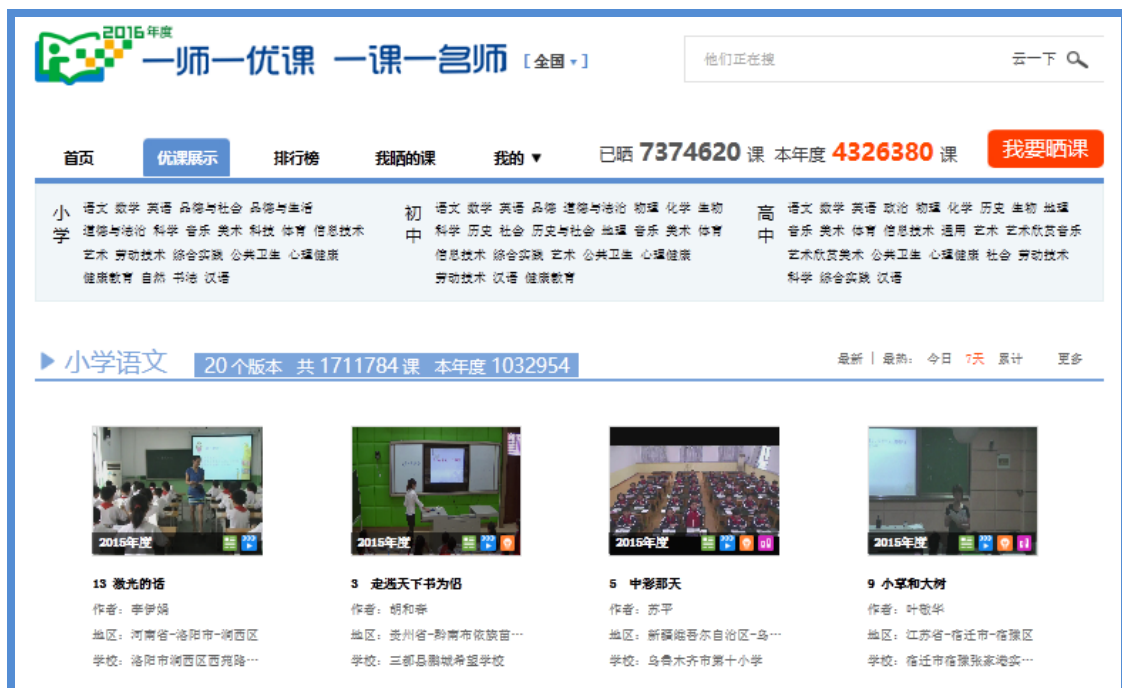 2016年度
一师一优课 一课一名师 [全国▾]
他们正在搜 云一下
首页 优课展示 排行榜 我晒的课 我的 ▼ 已晒 7374620 课 本年度 4326380 课 我要晒课
小学
语文 数学 英语 品德与社会 品德与生活
道德与法治 科学 音乐 美术 科技 体育 信息技术
艺术 劳动技术 综合实践 公共卫生 心理健康
健康教育 自然 书法 汉语
初中
语文 数学 英语 品德 道德与法治 物理 化学 生物
科学 历史 社会 历史与社会 地理 音乐 美术 体育
信息技术 综合实践 艺术 公共卫生 心理健康
劳动技术 汉语 健康教育
高中
语文 数学 英语 政治 物理 化学 历史 生物 地理
音乐 美术 体育 信息技术 通用 艺术 艺术欣赏音乐
艺术欣赏美术 公共卫生 心理健康 社会 劳动技术
科学 综合实践 汉语
小学语文 20个版本 共1711784课 本年度1032954 最新 | 最热: 今日 7天 累计 更多
2015年度 2015年度 2015年度 2015年度
13 激光的话
作者: 李伊娟
地区: 河南省-洛阳市-涧西区
学校: 洛阳市涧西区西苑路…
3 走遍天下书为侣
作者: 胡和春
地区: 贵州省-黔南布依族苗…
学校: 三都县鹏城希望学校
5 中彩那天
作者: 苏平
地区: 新疆维吾尔自治区-乌…
学校: 乌鲁木齐市第十小学
9 小草和大树
作者: 叶敬华
地区: 江苏省-宿迁市-宿豫区
学校: 宿迁市宿豫张家港实…